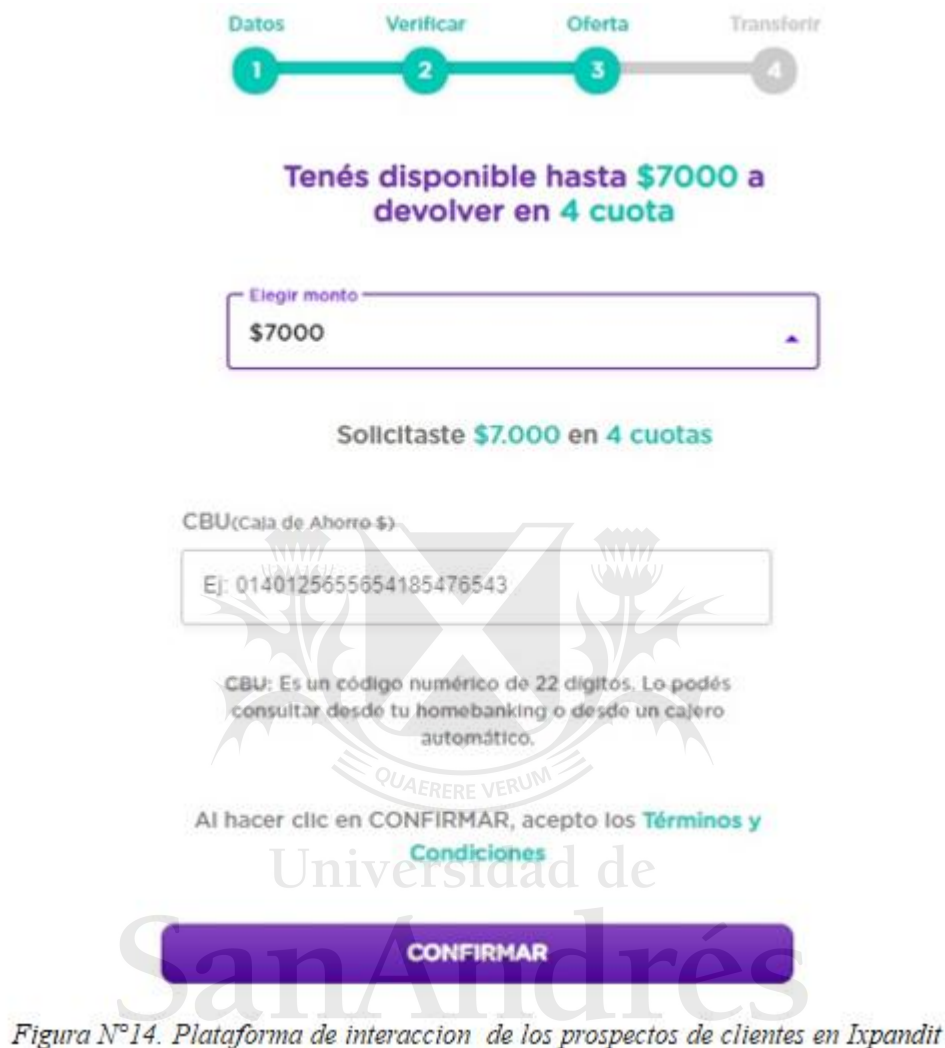 Datos Verificar Oferta Transferir
1 2 3 4
Tenés disponible hasta $7000 a
devolver en 4 cuota
Elegir monto
$7000
Solicitaste $7.000 en 4 cuotas
CBU(Caja de Ahorro $)
Ej: 0140125655654185476543
CBU: Es un código numérico de 22 dígitos. Lo podés
consultar desde tu homebanking o desde un cajero
automático.
QUAERERE VERUM
Al hacer clic en CONFIRMAR, acepto los Términos y
Condiciones
Universidad de
SanAndrés
CONFIRMAR
Figura N°14. Plataforma de interaccion de los prospectos de clientes en Ixpandit